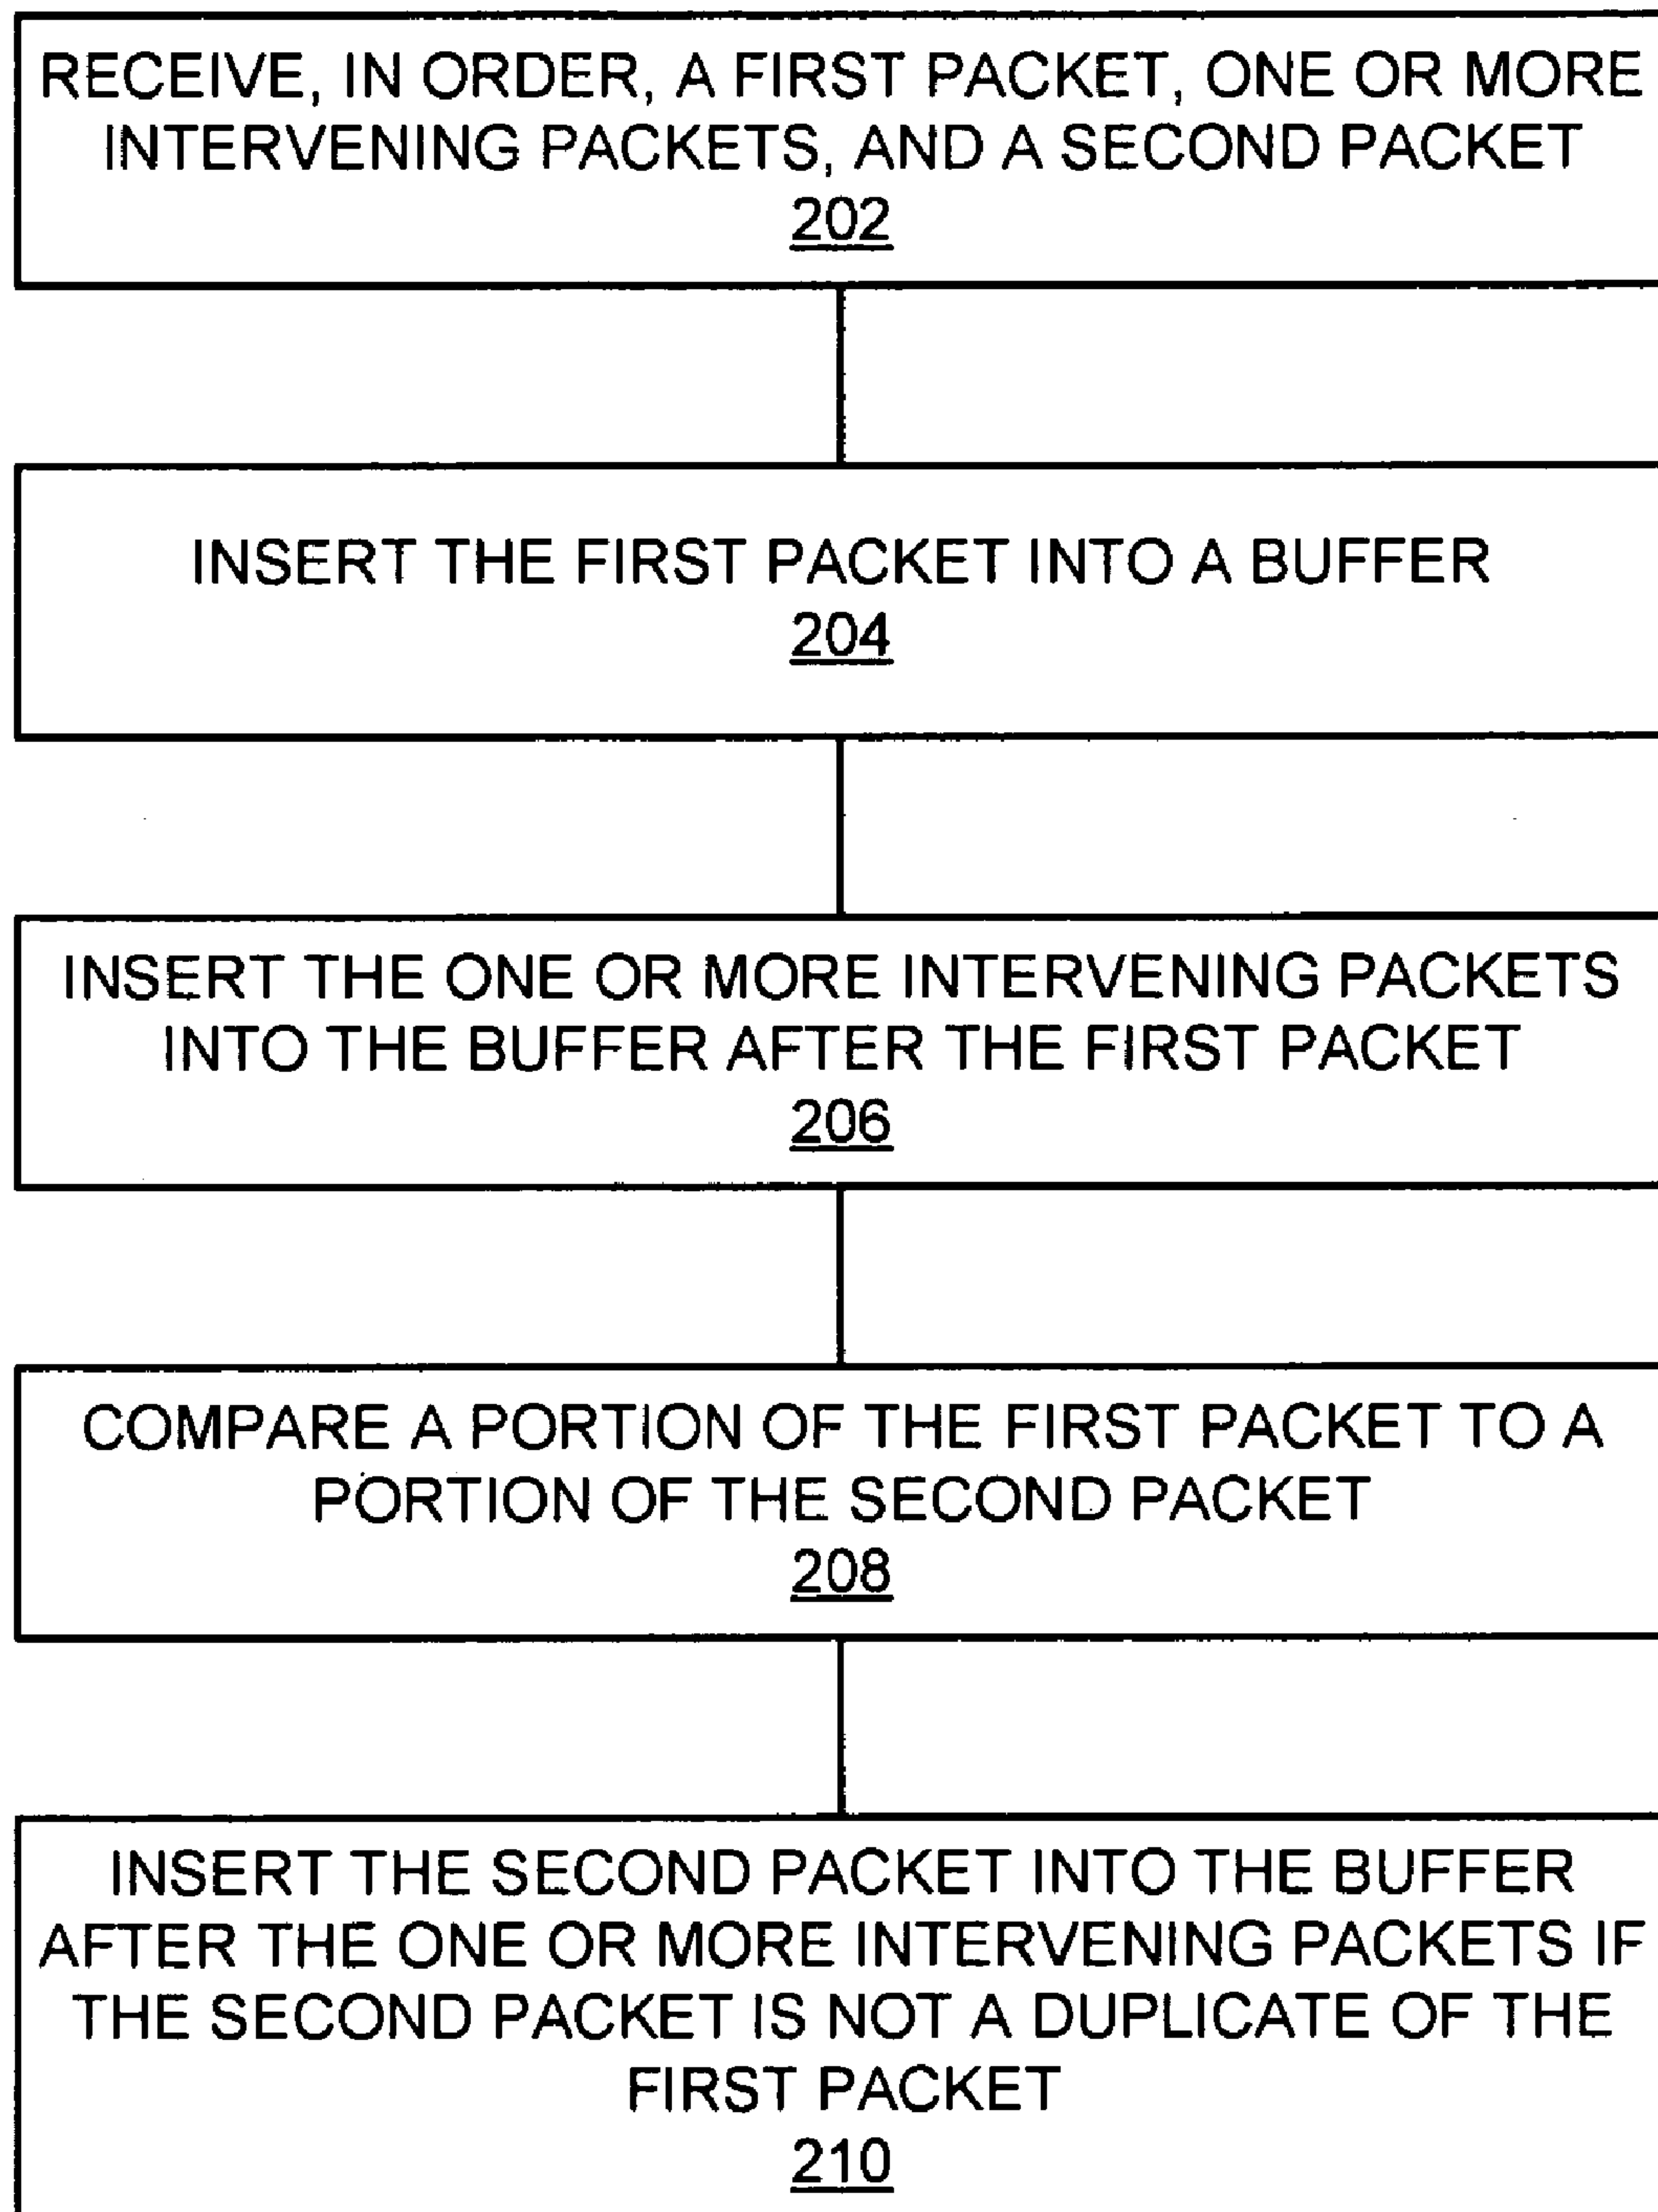 RECEIVE, IN ORDER, A FIRST PACKET, ONE OR MORE
INTERVENING PACKETS, AND A SECOND PACKET
202
INSERT THE FIRST PACKET INTO A BUFFER
204
INSERT THE ONE OR MORE INTERVENING PACKETS
INTO THE BUFFER AFTER THE FIRST PACKET
206
COMPARE A PORTION OF THE FIRST PACKET TO A
PORTION OF THE SECOND PACKET
208
INSERT THE SECOND PACKET INTO THE BUFFER
AFTER THE ONE OR MORE INTERVENING PACKETS IF
THE SECOND PACKET IS NOT A DUPLICATE OF THE
FIRST PACKET
210